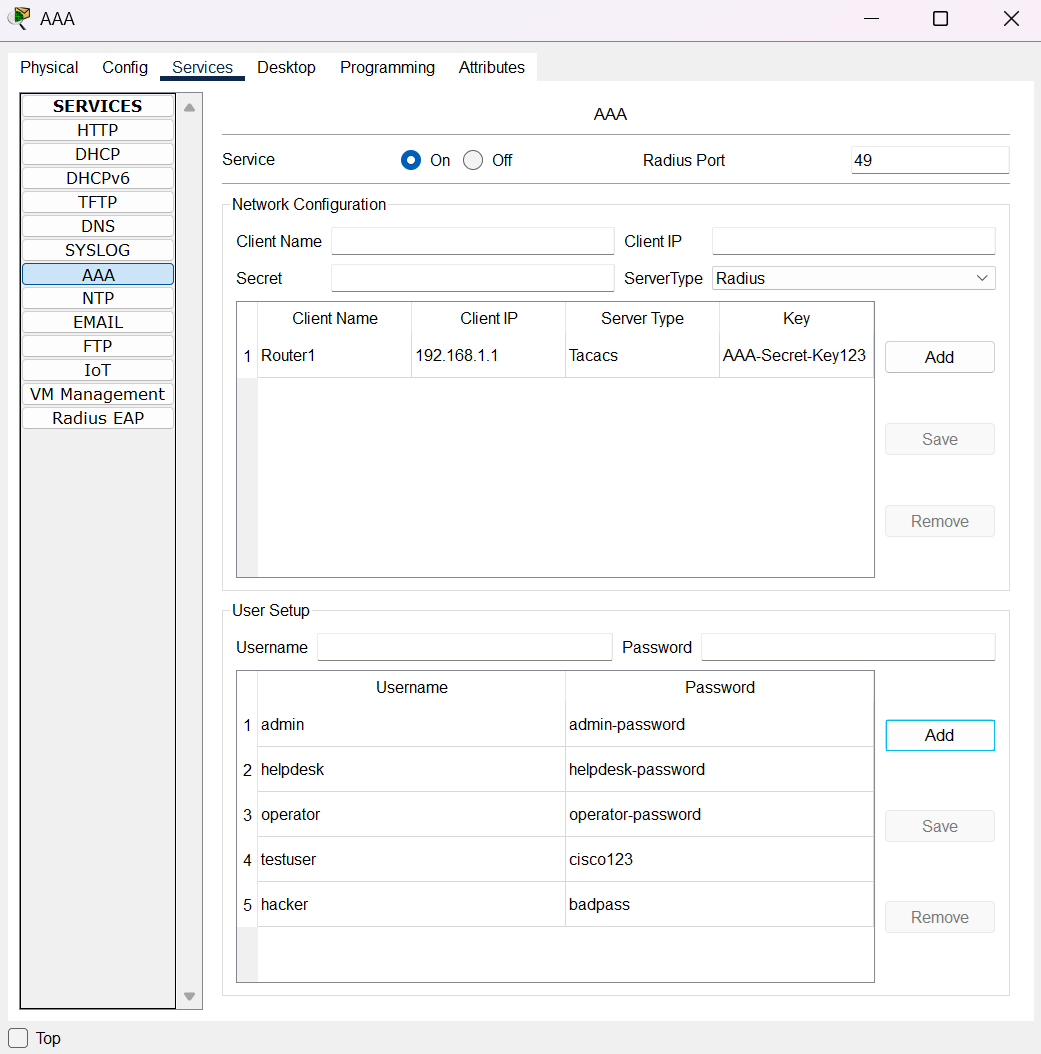 AAA
Physical Config Services Desktop Programming Attributes
SERVICES
HTTP
DHCP
DHCPv6
TFTP
DNS
SYSLOG
AAA
NTP
EMAIL
FTP
IoT
VM Management
Radius EAP
AAA
Service On Off Radius Port 49
Network Configuration
Client Name Client IP
Secret ServerType Radius
Client Name Client IP Server Type Key
1 Router1 192.168.1.1 Tacacs AAA-Secret-Key123
Add
Save
Remove
User Setup
Username Password
Username Password
1 admin admin-password
2 helpdesk helpdesk-password
3 operator operator-password
4 testuser cisco123
5 hacker badpass
Add
Save
Remove
Top